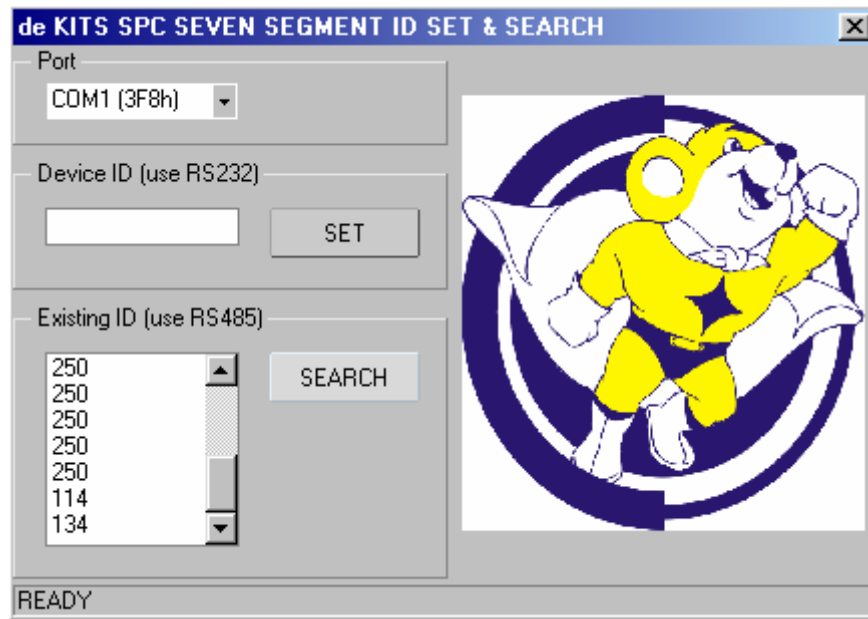 de KITS SPC SEVEN SEGMENT ID SET & SEARCH
Port
COM1 (3F8h)
Device ID (use RS232)
SET
Existing ID (use RS485)
SEARCH
250
250
250
250
250
114
134
READY